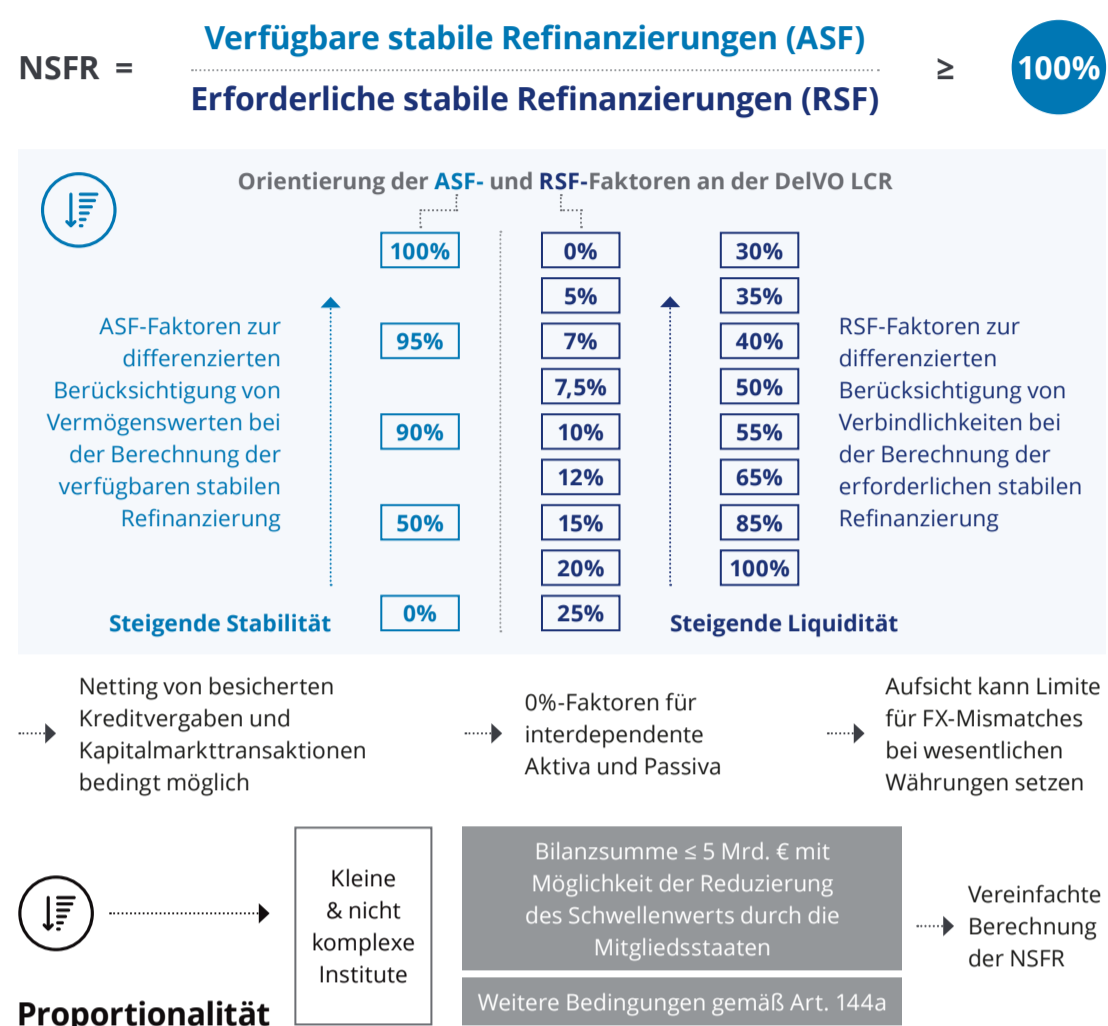 NSFR =
Verfügbare stabile Refinanzierungen (ASF)
Erforderliche stabile Refinanzierungen (RSF)
≥
100%
Orientierung der ASF- und RSF-Faktoren an der DelVO LCR
ASF-Faktoren zur
differenzierten
Berücksichtigung von
Vermögenswerten bei
der Berechnung der
verfügbaren stabilen
Refinanzierung
Steigende Stabilität
100%
95%
90%
50%
0%
0%
5%
7%
7,5%
10%
12%
15%
20%
25%
30%
35%
40%
50%
55%
65%
85%
100%
Steigende Liquidität
RSF-Faktoren zur
differenzierten
Berücksichtigung von
Verbindlichkeiten bei
der Berechnung der
erforderlichen stabilen
Refinanzierung
Netting von besicherten
Kreditvergaben und
Kapitalmarkttransaktionen
bedingt möglich
0%-Faktoren für
interdependente
Aktiva und Passiva
Aufsicht kann Limite
für FX-Mismatches
bei wesentlichen
Währungen setzen
Proportionalität
Kleine
& nicht
komplexe
Institute
Bilanzsumme ≤ 5 Mrd. € mit
Möglichkeit der Reduzierung
des Schwellenwerts durch die
Mitgliedsstaaten
Weitere Bedingungen gemäß Art. 144a
Vereinfachte
Berechnung
der NSFR